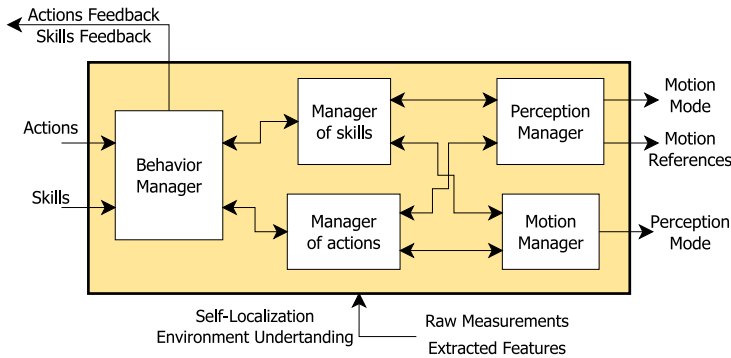 Actions Feedback
Skills Feedback
Actions
Skills
Behavior
Manager
Manager
of skills
Manager
of actions
Perception
Manager
Motion
Manager
Motion
Mode
Motion
References
Perception
Mode
Self-Localization
Environment Undertanding
Raw Measurements
Extracted Features